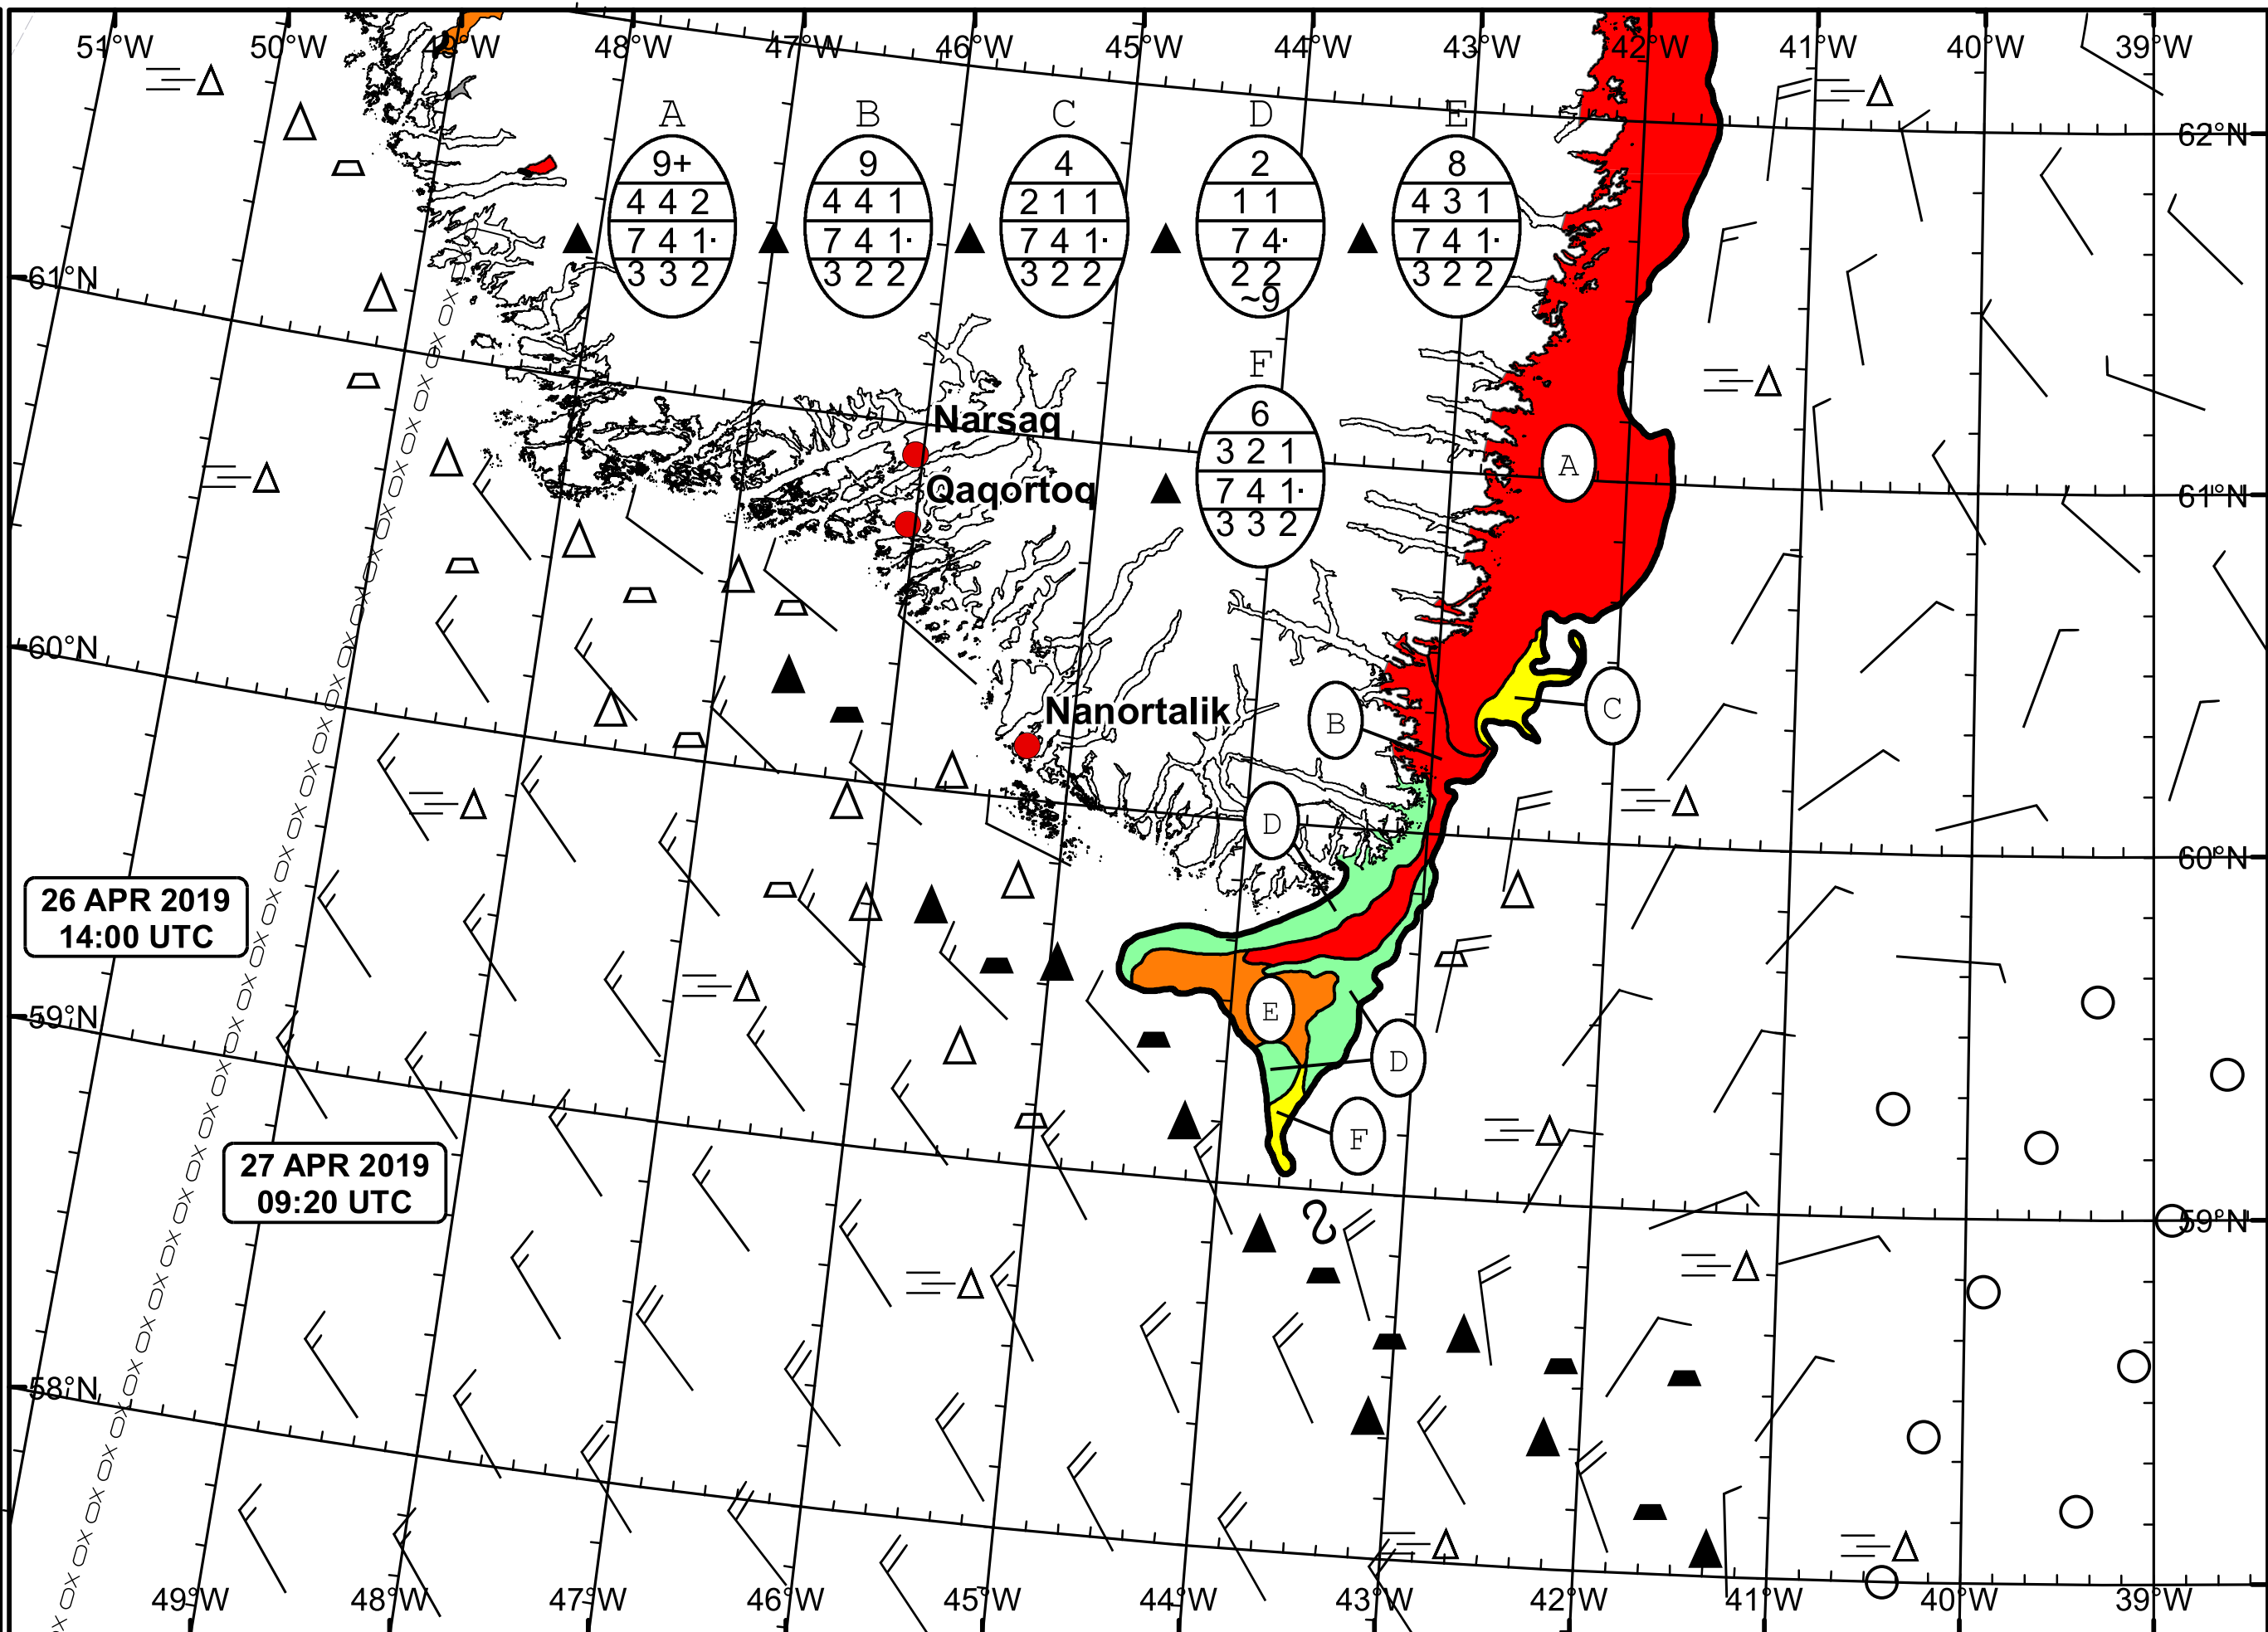 51°W 50°W 49°W 48°W 47°W 46°W 45°W 44°W 43°W 42°W 41°W 40°W 39°W
62°N
A B C D E
9+ 9 4 2 8
4 4 2 4 4 1 2 1 1 1 1 4 3 1
7 4 1· 7 4 1· 7 4 1· 7 4· 7 4 1·
3 3 2 3 2 2 3 2 2 2 2 3 2 2
~9
61°N
F
6
3 2 1
7 4 1·
3 3 2
Narsaq
A
Qaqortoq
61°N
60°N
Nanortalik
B
C
D
60°N
26 APR 2019
14:00 UTC
E
59°N
D
F
27 APR 2019
09:20 UTC
59°N
58°N
49°W 48°W 47°W 46°W 45°W 44°W 43°W 42°W 41°W 40°W 39°W